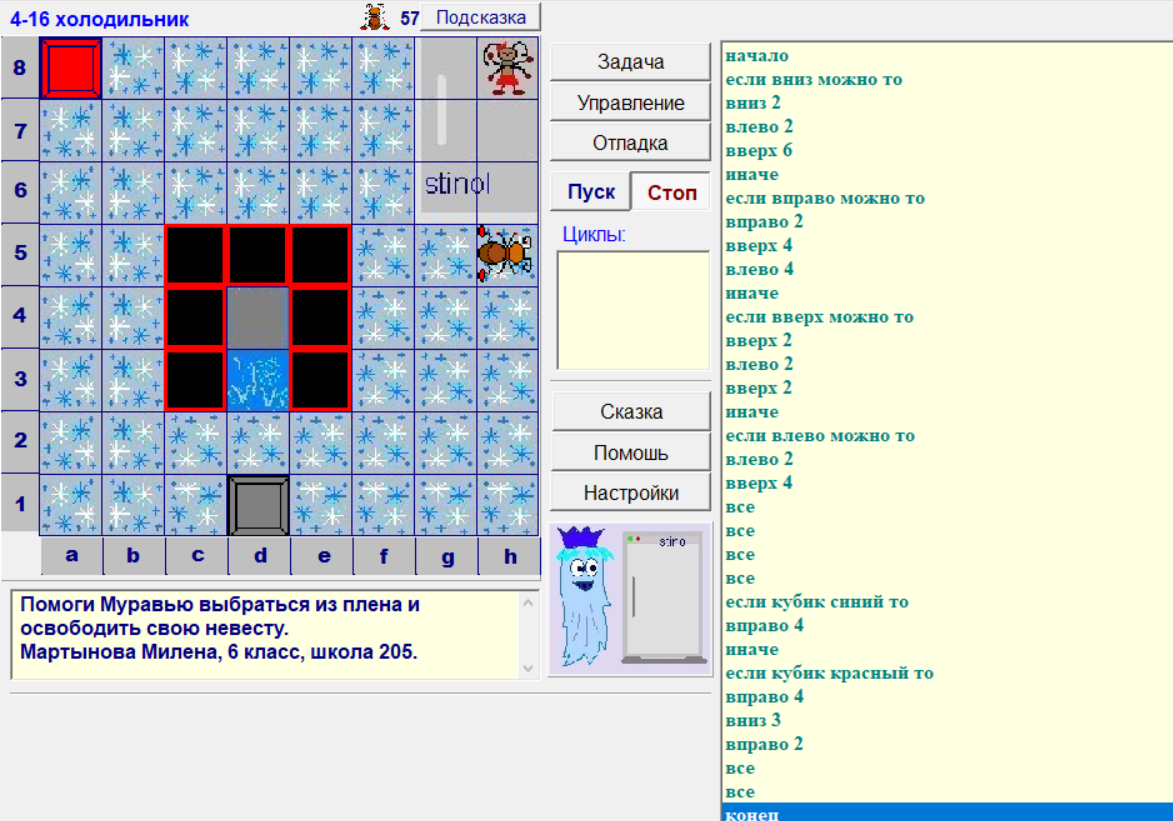 4-16 холодильник
57
Подсказка
8
7
6
5
4
3
2
1
stinol
a b c d e f g h
Помоги Муравью выбраться из плена и
освободить свою невесту.
Мартынова Милена, 6 класс, школа 205.
Задача
Управление
Отладка
Пуск
Стоп
Циклы:
Сказка
Помошь
Настройки
stiro
начало
если вниз можно то
вниз 2
влево 2
вверх 6
иначе
если вправо можно то
вправо 2
вверх 4
влево 4
иначе
если вверх можно то
вверх 2
влево 2
вверх 2
иначе
если влево можно то
влево 2
вверх 4
все
все
все
все
если кубик синий то
вправо 4
иначе
если кубик красный то
вправо 4
вниз 3
вправо 2
все
все
конец